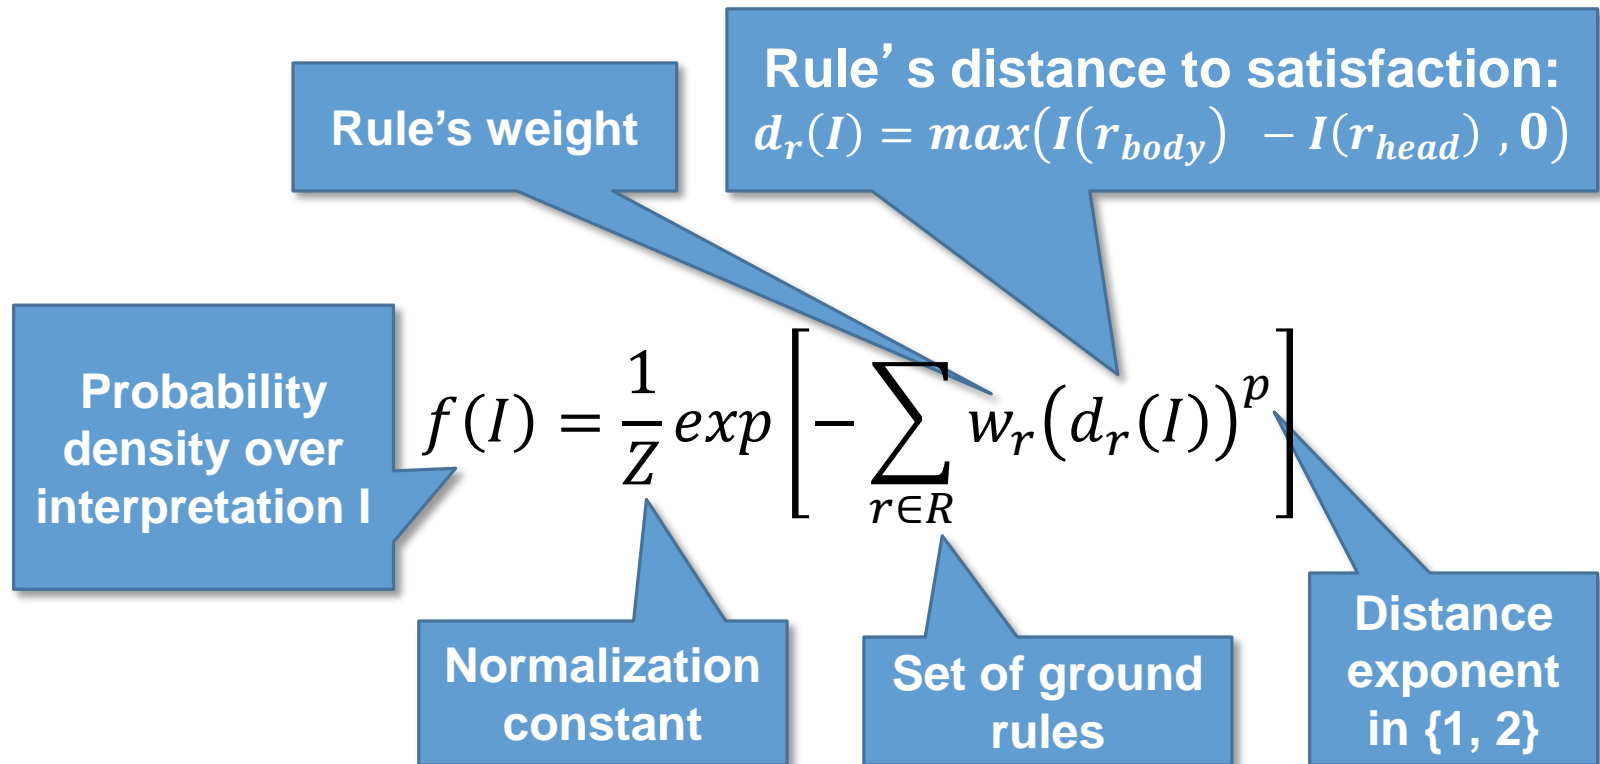 Rule's distance to satisfaction:
d_r(I) = max(I(r_body) − I(r_head) , 0)
Rule’s weight
Probability
density over
interpretation I
f(I) = 1/Z exp [− ∑_{r∈R} w_r(d_r(I))^p]
Normalization
constant
Set of ground
rules
Distance
exponent
in {1, 2}